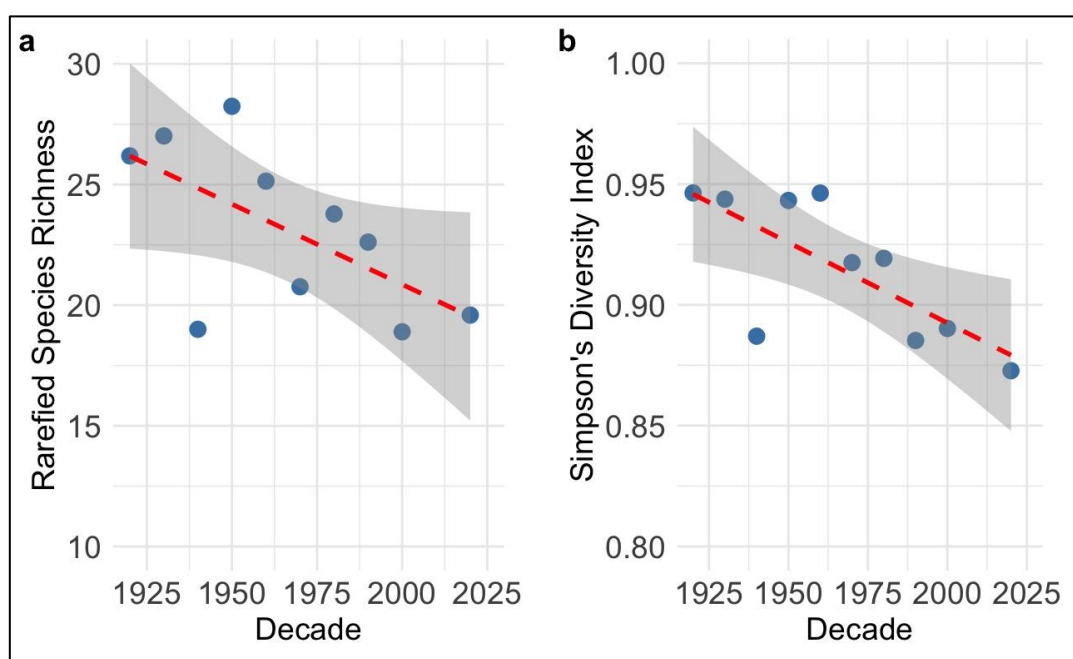 a
Rarefied Species Richness
30
25
20
15
10
1925 1950 1975 2000 2025
Decade
b
Simpson's Diversity Index
1.00
0.95
0.90
0.85
0.80
1925 1950 1975 2000 2025
Decade